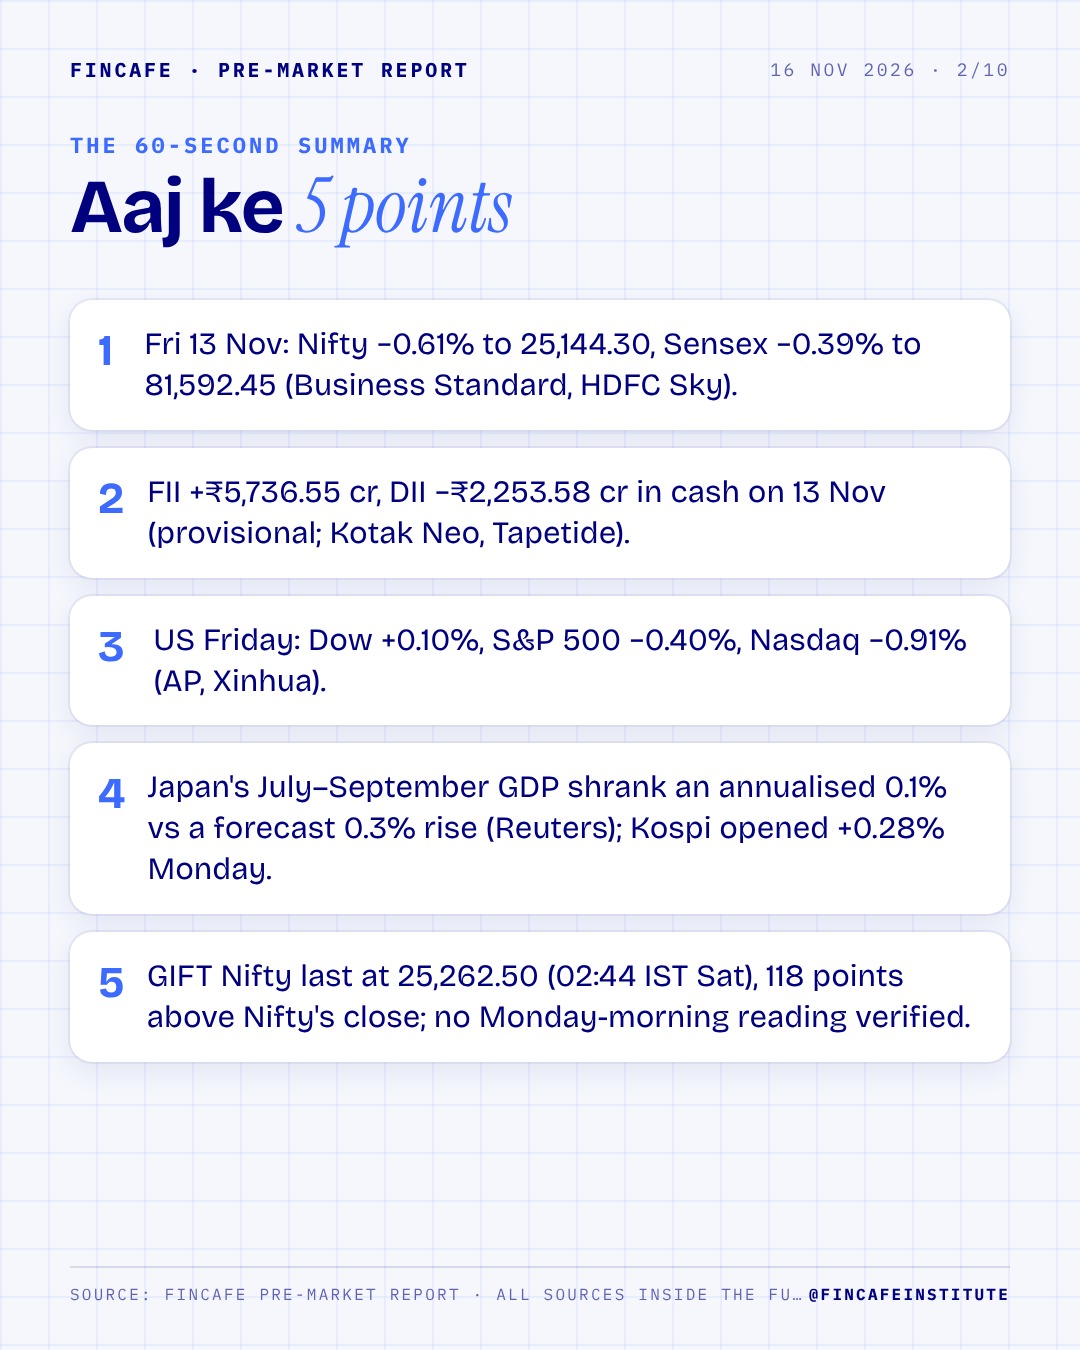 FINCAFE · PRE-MARKET REPORT
16 NOV 2026 · 2/10
THE 60-SECOND SUMMARY
Aaj ke 5 points
1
Fri 13 Nov: Nifty −0.61% to 25,144.30, Sensex −0.39% to
81,592.45 (Business Standard, HDFC Sky).
2
FII +₹5,736.55 cr, DII −₹2,253.58 cr in cash on 13 Nov
(provisional; Kotak Neo, Tapetide).
3
US Friday: Dow +0.10%, S&P 500 −0.40%, Nasdaq −0.91%
(AP, Xinhua).
4
Japan's July–September GDP shrank an annualised 0.1%
vs a forecast 0.3% rise (Reuters); Kospi opened +0.28%
Monday.
5
GIFT Nifty last at 25,262.50 (02:44 IST Sat), 118 points
above Nifty's close; no Monday-morning reading verified.
SOURCE: FINCAFE PRE-MARKET REPORT · ALL SOURCES INSIDE THE FU…
@FINCAFEINSTITUTE